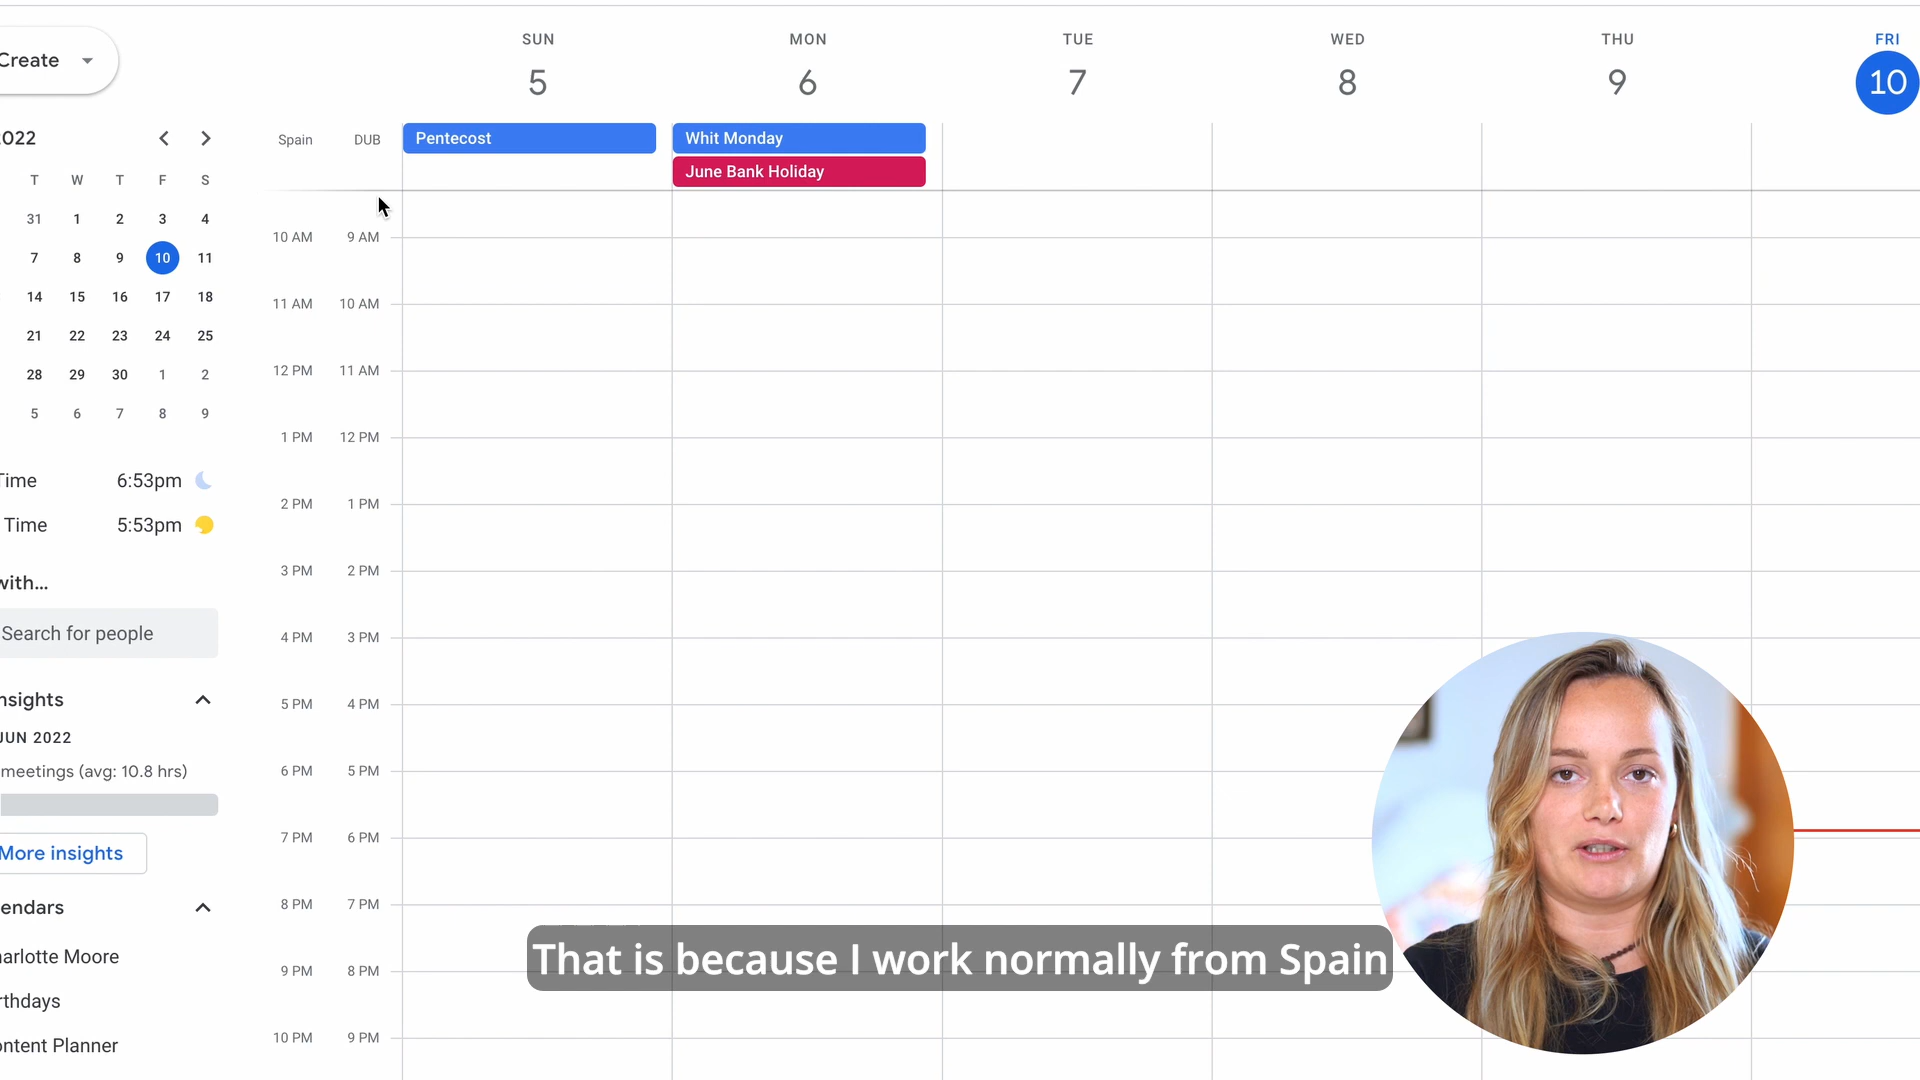 SUN MON TUE WED THU FRI
5 6 7 8 9 10
Create
2022
Spain DUB Pentecost Whit Monday
June Bank Holiday
T W T F S
31 1 2 3 4
7 8 9 10 11
14 15 16 17 18
21 22 23 24 25
28 29 30 1 2
5 6 7 8 9
Time 6:53pm
Time 5:53pm
with...
Search for people
nsights
JUN 2022
meetings (avg: 10.8 hrs)
More insights
endars
arlotte Moore
rthdays
ontent Planner
10 AM 9 AM
11 AM 10 AM
12 PM 11 AM
1 PM 12 PM
2 PM 1 PM
3 PM 2 PM
4 PM 3 PM
5 PM 4 PM
6 PM 5 PM
7 PM 6 PM
8 PM 7 PM
9 PM 8 PM
10 PM 9 PM
That is because I work normally from Spain